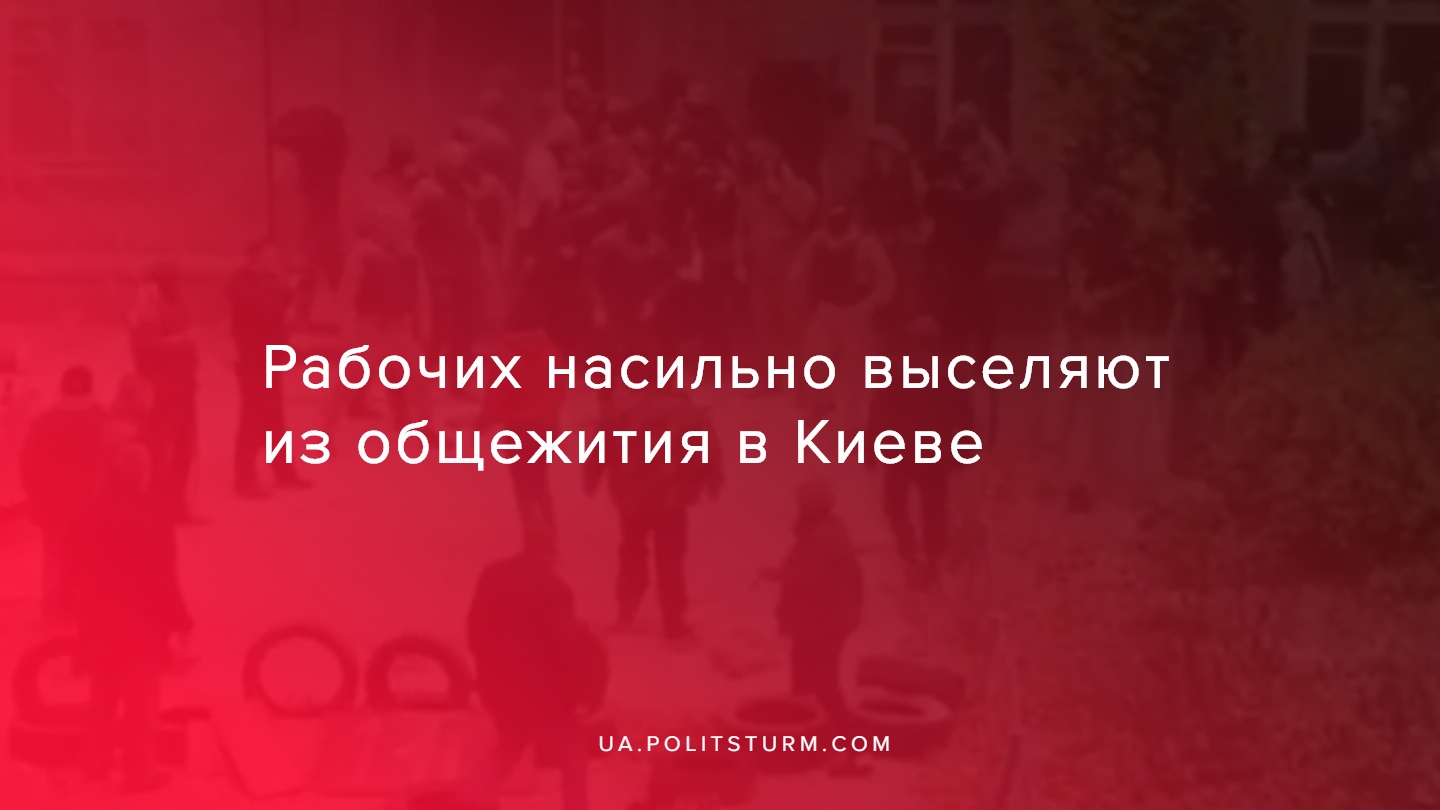 Рабочих насильно выселяют
из общежития в Киеве
UA.POLITSTURM.COM